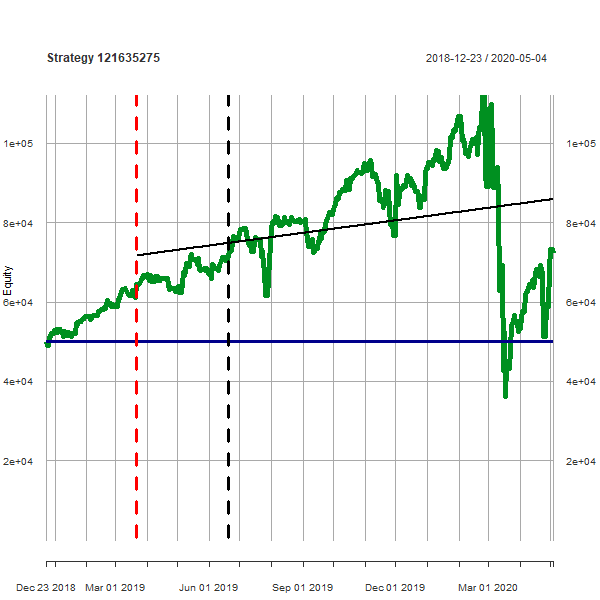 Strategy 121635275
2018-12-23 / 2020-05-04
1e+05
1e+05
8e+04
8e+04
Equity
6e+04
6e+04
4e+04
4e+04
2e+04
2e+04
Dec 23 2018
Mar 01 2019
Jun 01 2019
Sep 01 2019
Dec 01 2019
Mar 01 2020